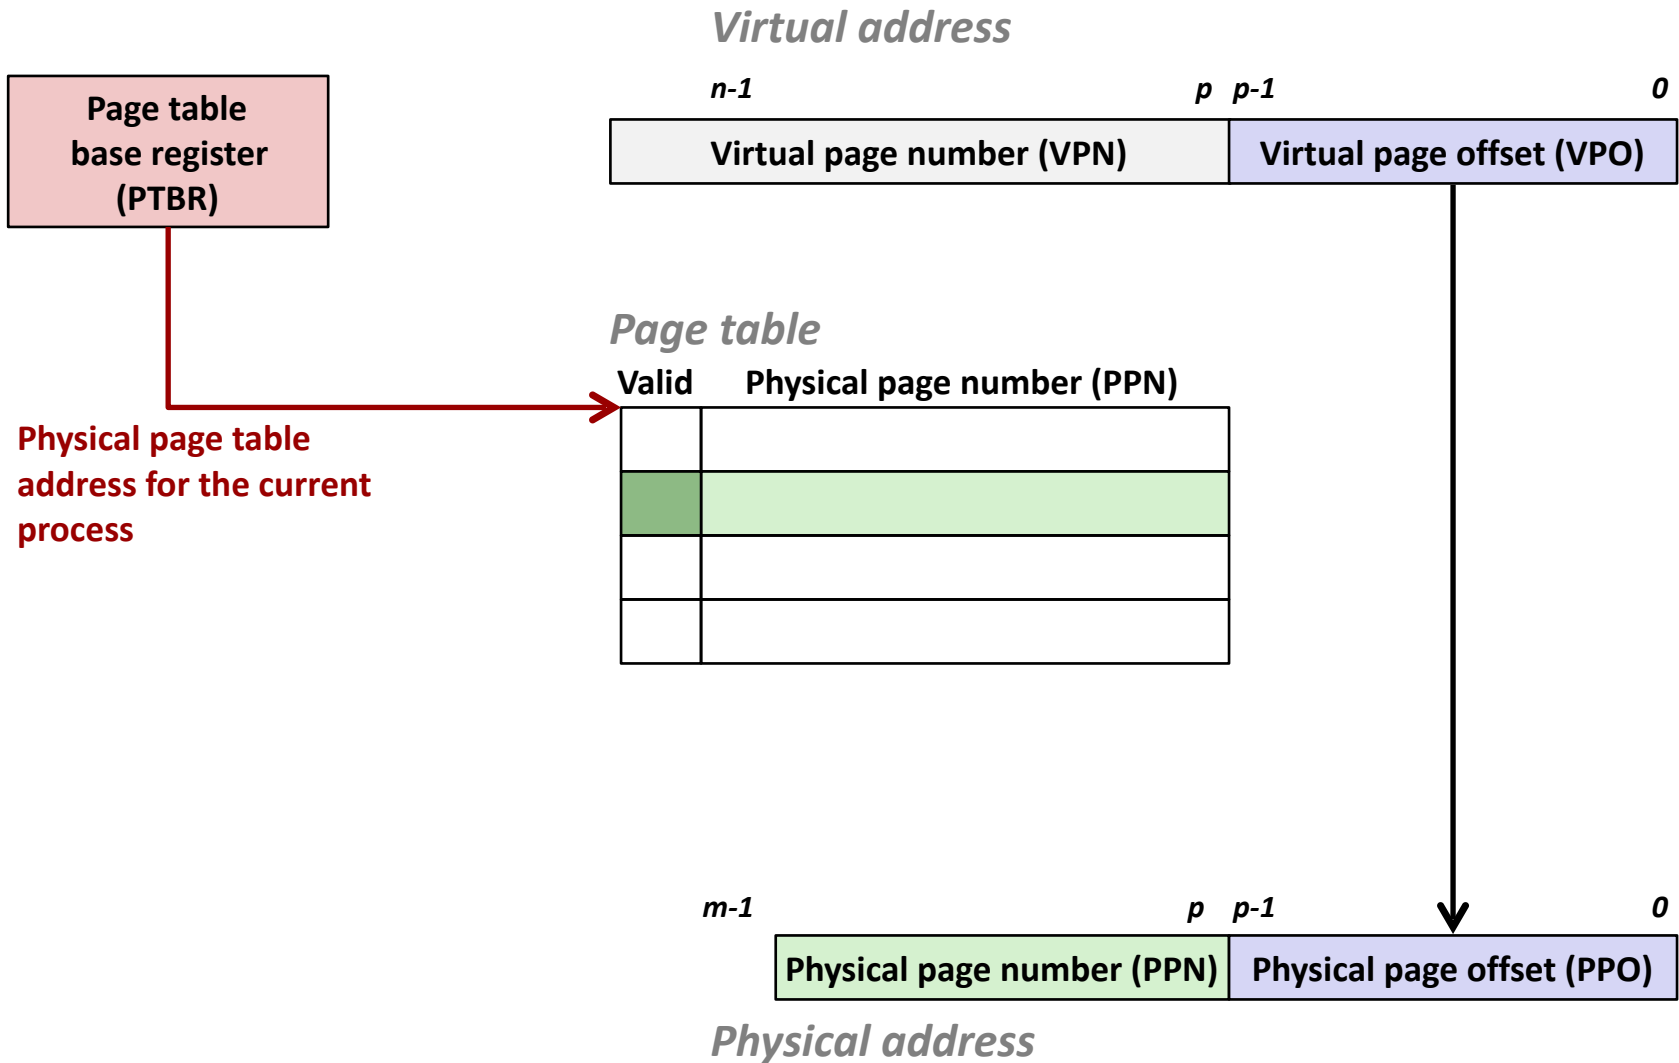 Virtual address
n-1 p p-1 0
Page table
base register
(PTBR)
Virtual page number (VPN) Virtual page offset (VPO)
Page table
Valid Physical page number (PPN)
Physical page table
address for the current
process
m-1 p p-1 0
Physical page number (PPN) Physical page offset (PPO)
Physical address